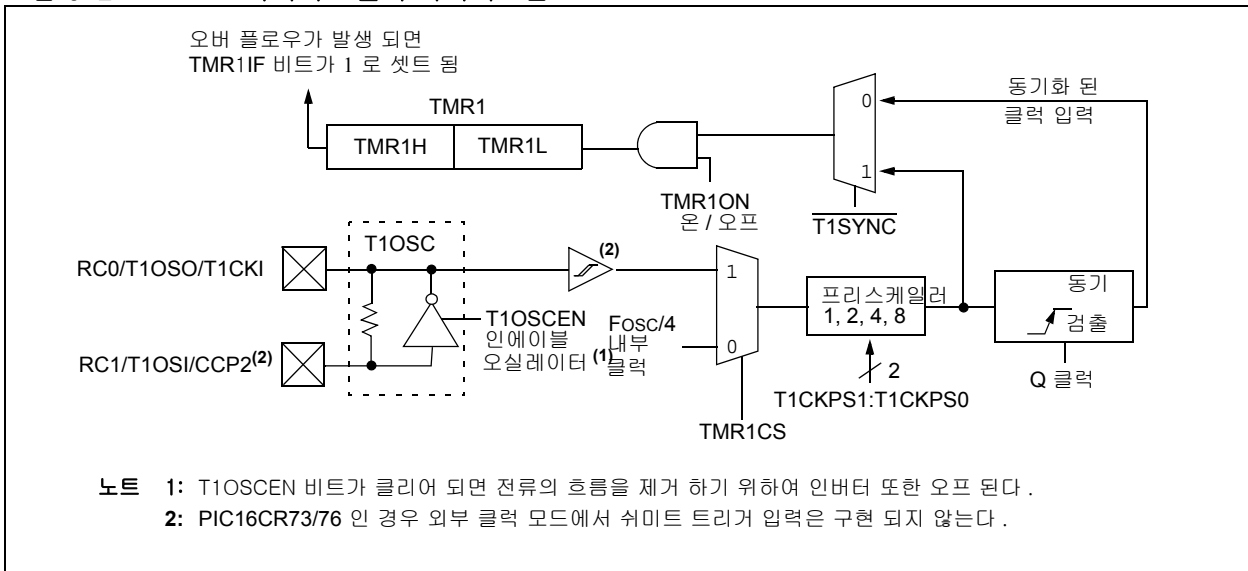 오버 플로우가 발생 되면
TMR1IF 비트가 1 로 셋트 됨
TMR1
TMR1H
TMR1L
TMR1ON
온 / 오프
0
1
T1SYNC
동기화 된
클럭 입력
RC0/T1OSO/T1CKI
T1OSC
(2)
RC1/T1OSI/CCP2(2)
T1OSCEN
인에이블
오실레이터 (1)
FOSC/4
내부
클럭
1
0
TMR1CS
프리스케일러
1, 2, 4, 8
2
T1CKPS1:T1CKPS0
동기
검출
Q 클럭
노트 1: T1OSCEN 비트가 클리어 되면 전류의 흐름을 제거 하기 위하여 인버터 또한 오프 된다 .
2: PIC16CR73/76 인 경우 외부 클럭 모드에서 쉬미트 트리거 입력은 구현 되지 않는다 .